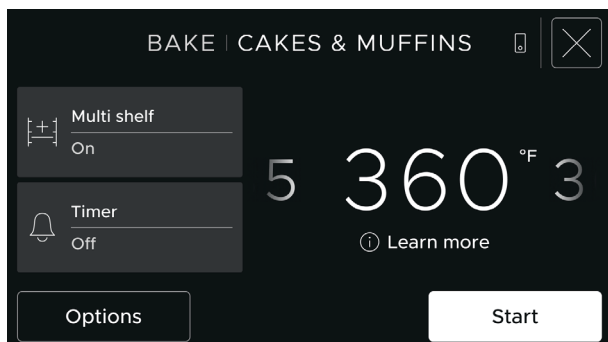 BAKE | CAKES & MUFFINS
Multi shelf
On
5 360 °F 3
Timer
Off
Learn more
Options
Start